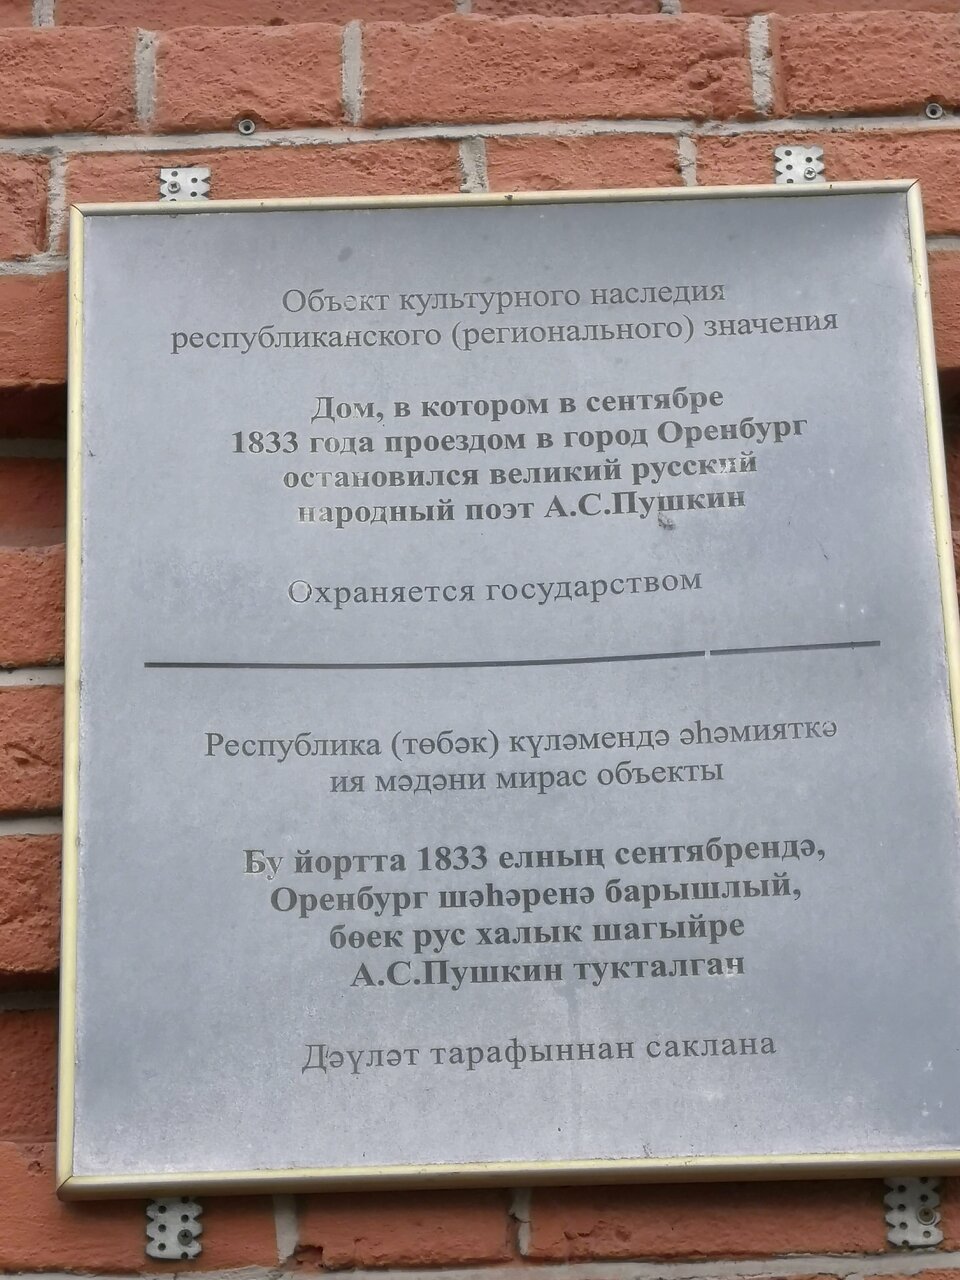 Объект культурного наследия
республиканского (регионального) значения
Дом, в котором в сентябре
1833 года проездом в город Оренбург
остановился великий русский
народный поэт А.С.Пушкин
Охраняется государством
Республика (төбәк) күләмендә әһәмияткә
ия мәдәни мирас объекты
Бу йортта 1833 елның сентябрендә,
Оренбург шәһәренә барышлый,
бөек рус халык шагыйре
А.С.Пушкин тукталган
Дәүләт тарафыннан саклана